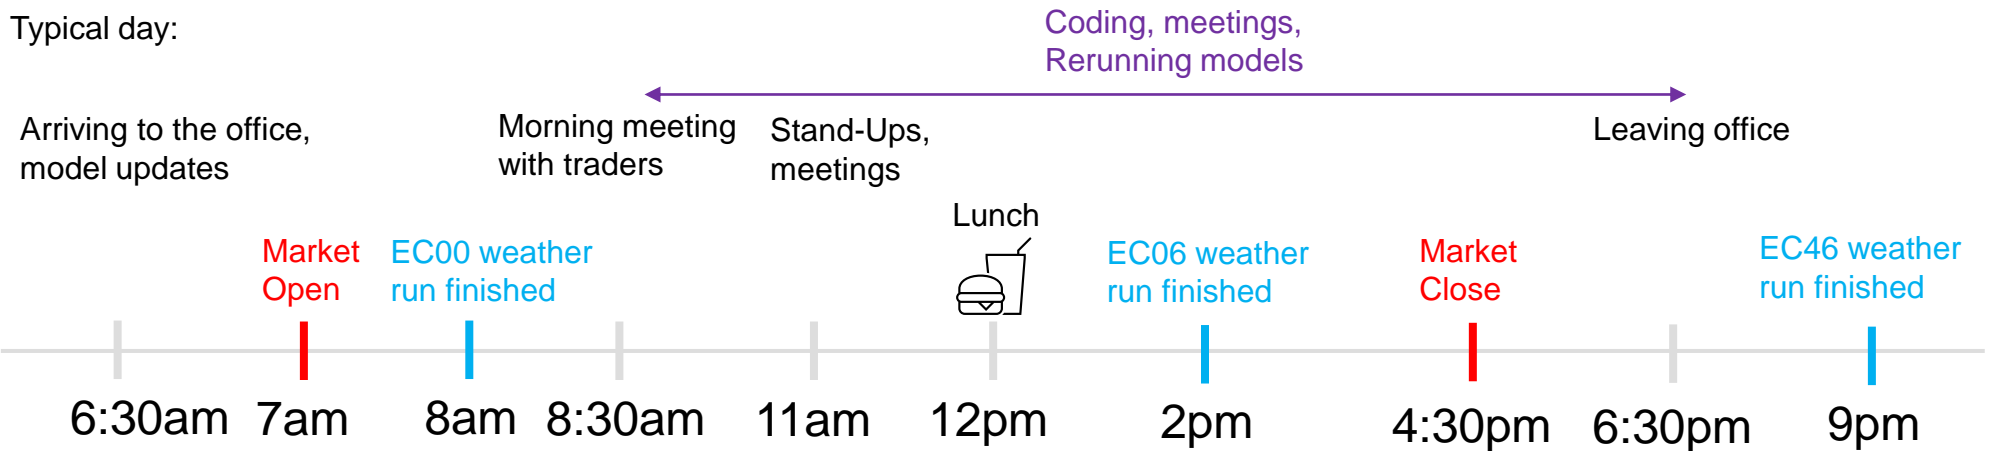 Typical day:
Coding, meetings,
Rerunning models
Arriving to the office,
model updates
Morning meeting
with traders
Stand-Ups,
meetings
Leaving office
Lunch
Market
Open
EC00 weather
run finished
EC06 weather
run finished
Market
Close
EC46 weather
run finished
6:30am 7am 8am 8:30am 11am 12pm 2pm 4:30pm 6:30pm 9pm